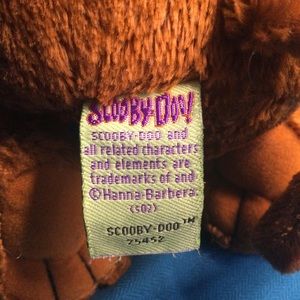 SCOOBY-DOO!
SCOOBY-DOO and
all related characters
and elements are
trademarks of and
©Hanna-Barbera.
(s02)
SCOOBY-DOO™
75452